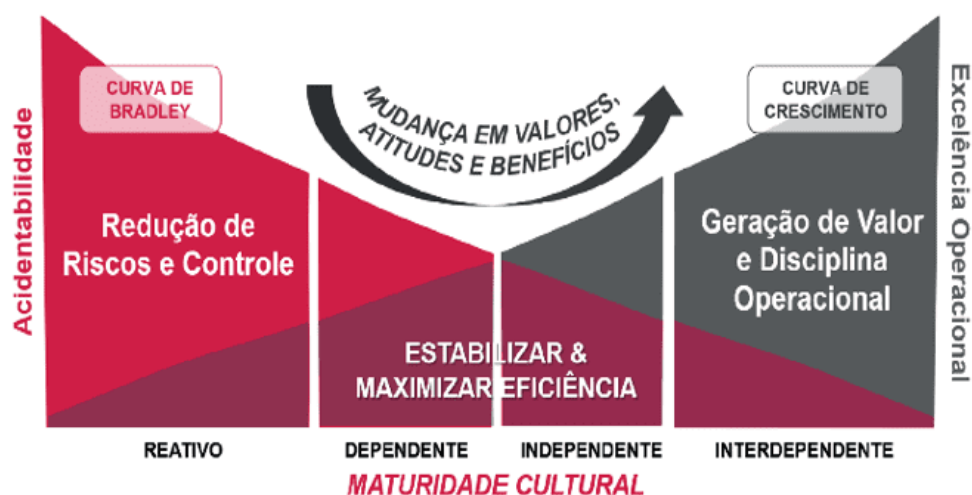 CURVA DE
BRADLEY
MUDANÇA EM VALORES,
ATITUDES E BENEFÍCIOS
CURVA DE
CRESCIMENTO
Acidentabilidade
Redução de
Riscos e Controle
Geração de Valor
e Disciplina
Operacional
Excelência Operacional
ESTABILIZAR &
MAXIMIZAR EFICIÊNCIA
REATIVO
DEPENDENTE
INDEPENDENTE
INTERDEPENDENTE
MATURIDADE CULTURAL